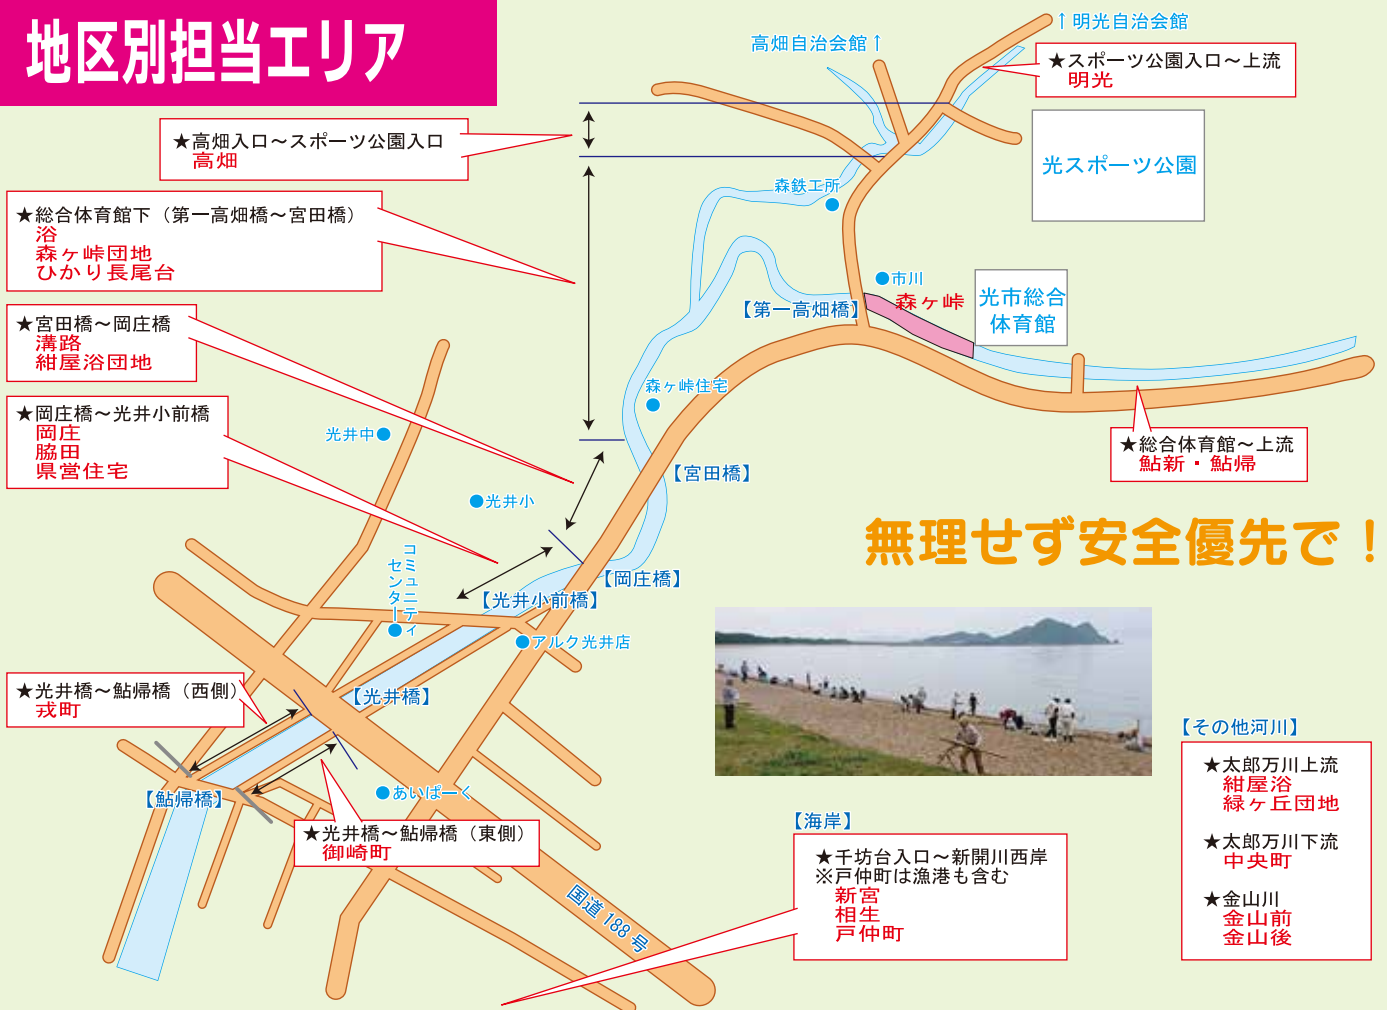 地区別担当エリア
↑明光自治会館
高畑自治会館↑
★スポーツ公園入口～上流
明光
★高畑入口～スポーツ公園入口
高畑
光スポーツ公園
森鉄工所
★総合体育館下（第一高畑橋～宮田橋）
浴
森ヶ峠団地
ひかり長尾台
市川
森ヶ峠
光市総合
体育館
【第一高畑橋】
★宮田橋～岡庄橋
溝路
紺屋浴団地
森ヶ峠住宅
★岡庄橋～光井小前橋
岡庄
脇田
県営住宅
光井中
★総合体育館～上流
鮎新・鮎帰
【宮田橋】
光井小
無理せず安全優先で！
コミュニティ
センター
【岡庄橋】
【光井小前橋】
アルク光井店
★光井橋～鮎帰橋（西側）
戎町
【光井橋】
【鮎帰橋】
あいぱーく
★光井橋～鮎帰橋（東側）
御崎町
国道188号
【海岸】
★千坊台入口～新開川西岸
※戸仲町は漁港も含む
新宮
相生
戸仲町
【その他河川】
★太郎万川上流
紺屋浴
緑ヶ丘団地
★太郎万川下流
中央町
★金山川
金山前
金山後